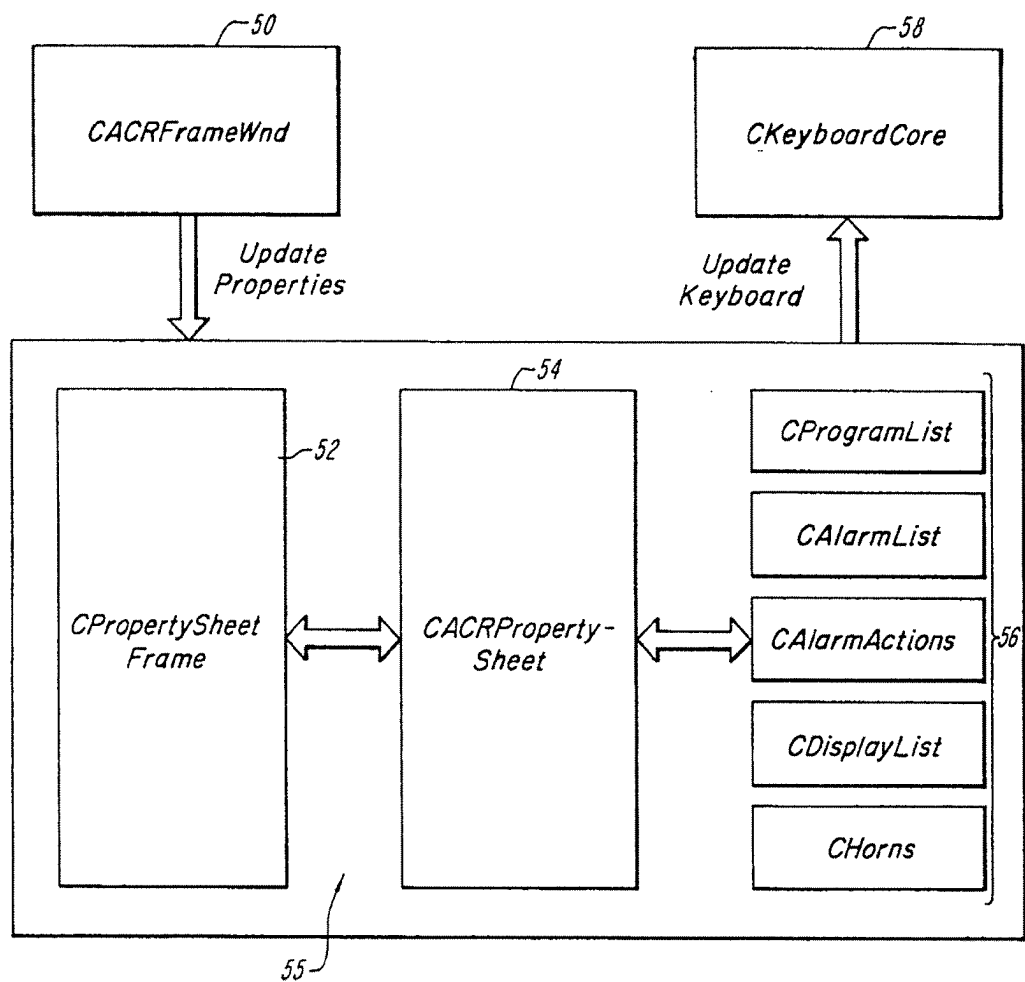 50
CACRFrameWnd
58
CKeyboardCore
Update
Properties
Update
Keyboard
52
CPropertySheet
Frame
54
CACRProperty-
Sheet
CProgramList
CAlarmList
CAlarmActions
CDisplayList
CHorns
56
55